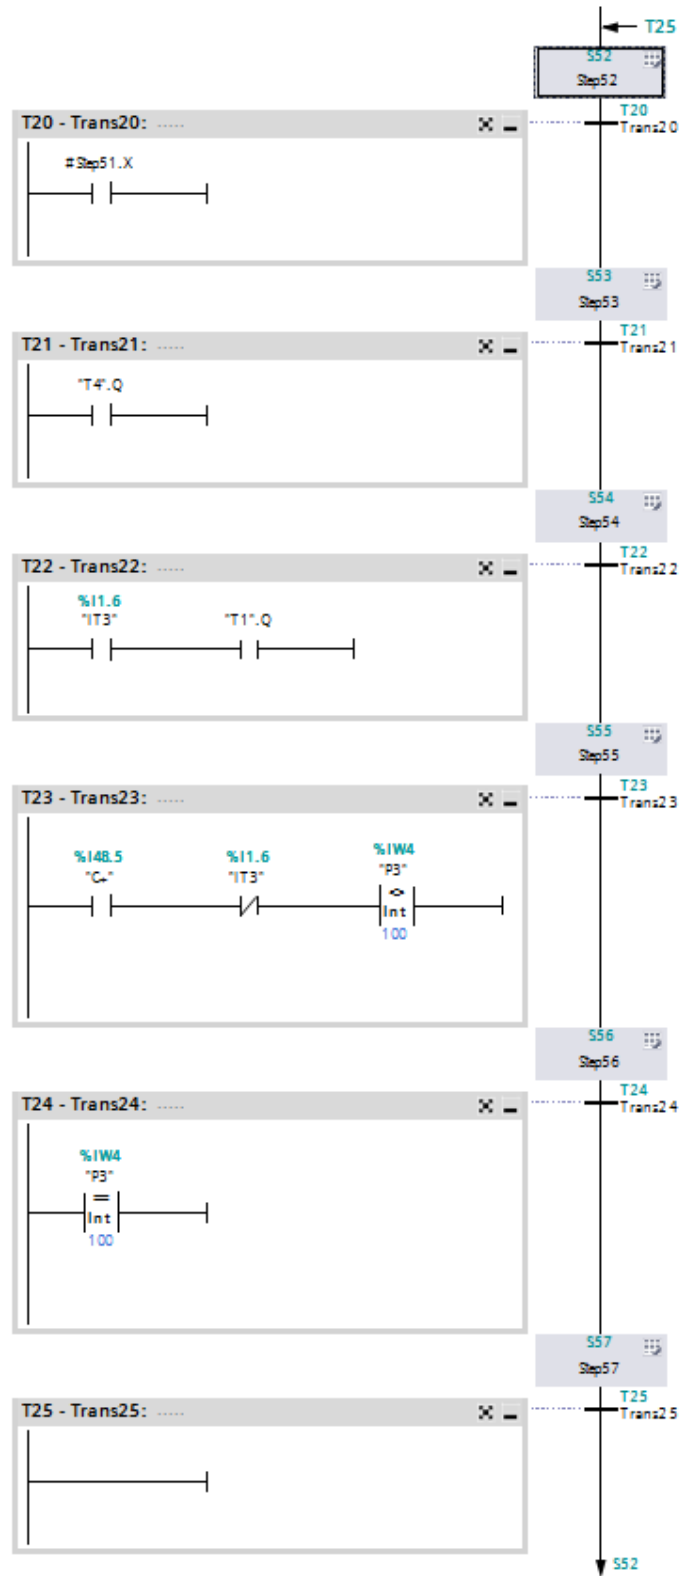 T25
S52
Step52
T20 - Trans20: .....
T20
Trans20
#Step51.X
S53
Step53
T21 - Trans21: .....
T21
Trans21
"T4".Q
S54
Step54
T22 - Trans22: .....
T22
Trans22
%I1.6
"IT3" "T1".Q
S55
Step55
T23 - Trans23: .....
T23
Trans23
%I48.5 %I1.6 %IW4
"C+" "IT3" "P3"
<>
Int
100
S56
Step56
T24 - Trans24: .....
T24
Trans24
%IW4
"P3"
==
Int
100
S57
Step57
T25 - Trans25: .....
T25
Trans25
S52